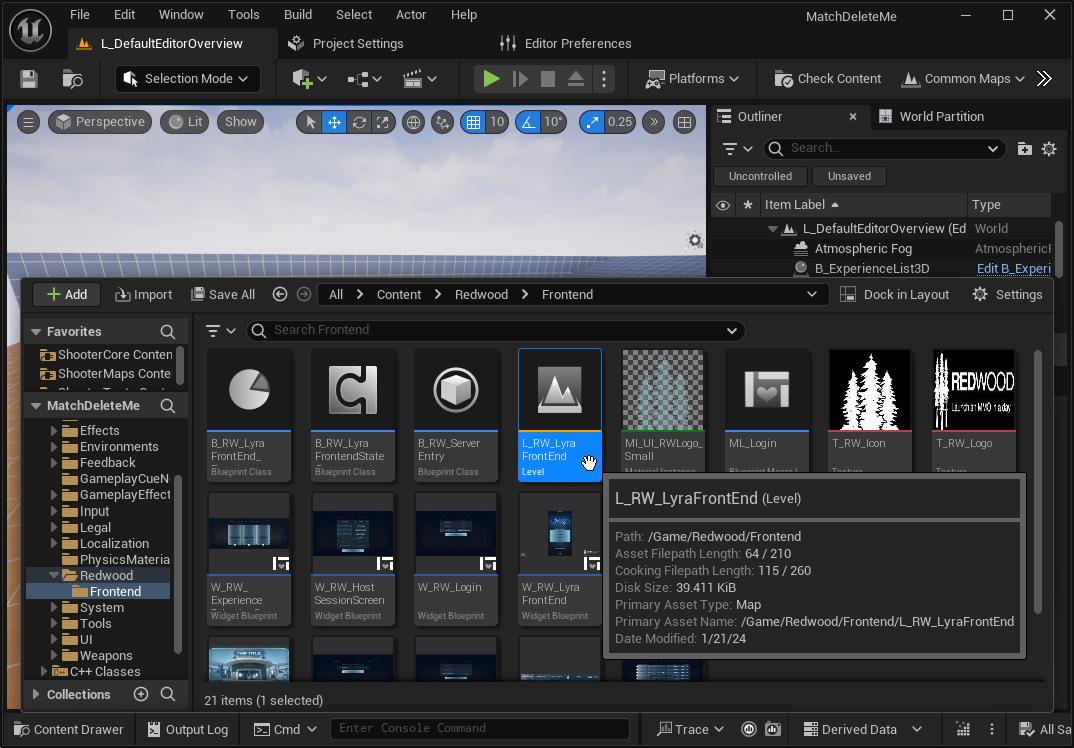 File Edit Window Tools Build Select Actor Help MatchDeleteMe
L_DefaultEditorOverview Project Settings Editor Preferences
Selection Mode Platforms Check Content Common Maps
Perspective Lit Show 10 10° 0.25
Outliner World Partition
Search...
Uncontrolled Unsaved
Item Label Type
L_DefaultEditorOverview (Ed World
Atmospheric Fog AtmosphericF
B_ExperienceList3D Edit B_Experi
Add Import Save All All Content Redwood Frontend Dock in Layout Settings
Favorites
Search Frontend
ShooterCore Conten
ShooterMaps Conte
MatchDeleteMe
Effects
Environments
Feedback
GameplayCueN
GameplayEffect
Input
Legal
Localization
PhysicsMateria
Redwood
Frontend
System
Tools
UI
Weapons
C++ Classes
Collections
REDWOOD
Launch an MMO in a day
B_RW_Lyra
FrontEnd_
Blueprint Class
B_RW_Lyra
FrontendState
Blueprint Class
B_RW_Server
Entry
Blueprint Class
L_RW_Lyra
FrontEnd
Level
MI_UI_RWLogo_
Small
Material Instance
ML_Login
T_RW_Icon
Texture
T_RW_Logo
Texture
W_RW_
Experience
Widget Blueprint
W_RW_Host
SessionScreen
Widget Blueprint
W_RW_Login
Widget Blueprint
W_RW_Lyra
FrontEnd
Widget Blueprint
L_RW_LyraFrontEnd (Level)
Path: /Game/Redwood/Frontend
Asset Filepath Length: 64 / 210
Cooking Filepath Length: 115 / 260
Disk Size: 39.411 KiB
Primary Asset Type: Map
Primary Asset Name: /Game/Redwood/Frontend/L_RW_LyraFrontEnd
Date Modified: 1/21/24
21 items (1 selected)
Content Drawer Output Log Cmd Enter Console Command Trace Derived Data All Sa